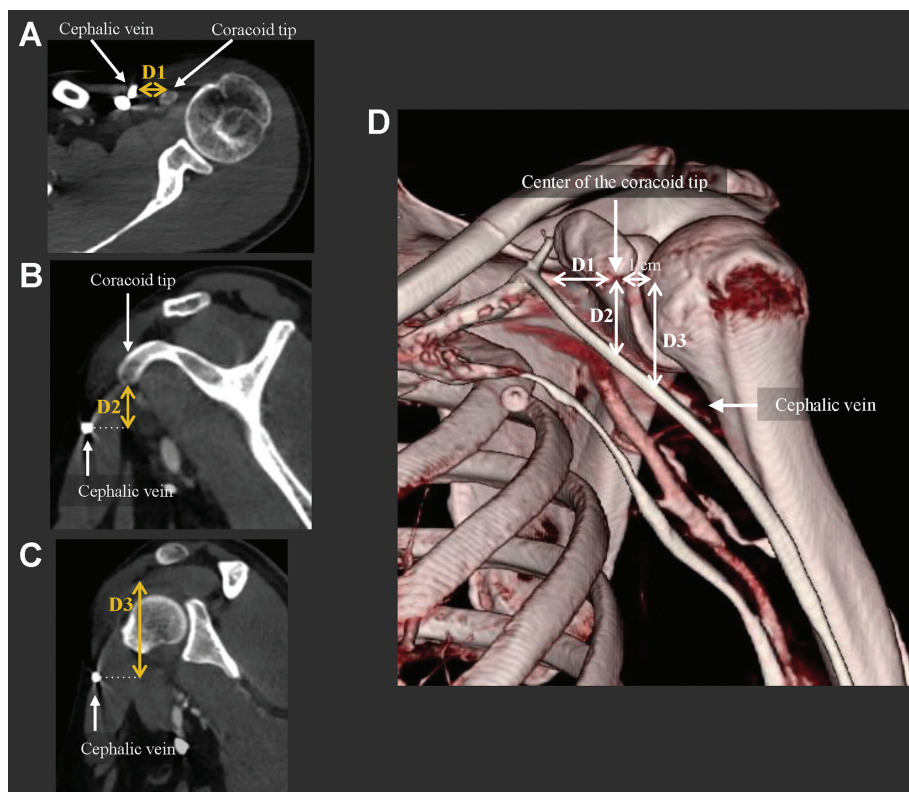 A
Cephalic vein
Coracoid tip
D1
B
Coracoid tip
D2
Cephalic vein
C
D3
Cephalic vein
D
Center of the coracoid tip
D1
1 cm
D2
D3
Cephalic vein